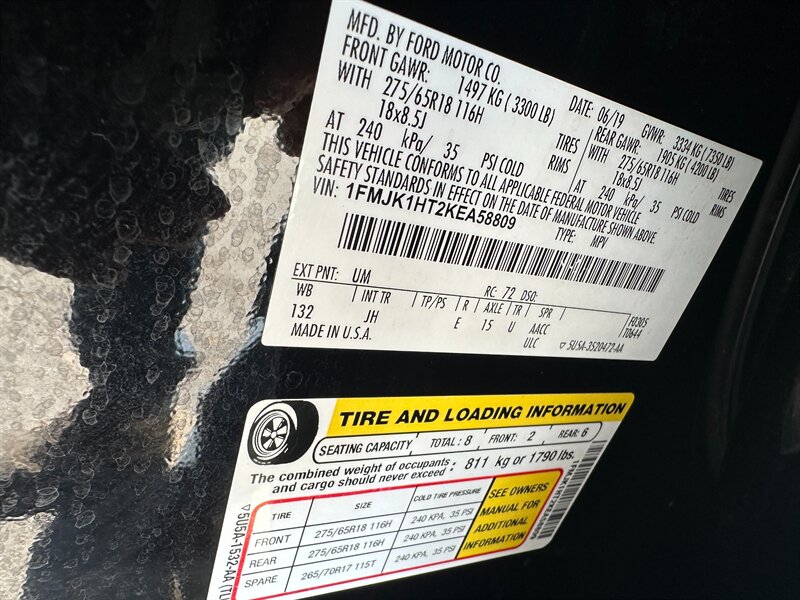 MFD. BY FORD MOTOR CO.
DATE: 06/19 GVWR: 3334 KG (7350 LB)
FRONT GAWR: 1497 KG (3300 LB) REAR GAWR: 1905 KG (4200 LB)
WITH 275/65R18 116H TIRES WITH 275/65R18 116H TIRES
18x8.5J RIMS 18x8.5J RIMS
AT 240 kPa/ 35 PSI COLD AT 240 kPa/ 35 PSI COLD
THIS VEHICLE CONFORMS TO ALL APPLICABLE FEDERAL MOTOR VEHICLE
SAFETY STANDARDS IN EFFECT ON THE DATE OF MANUFACTURE SHOWN ABOVE.
VIN: 1FMJK1HT2KEA58809
TYPE: MPV
EXT PNT: UM RC: 72 DSO:
WB INT TR TP/PS R AXLE TR SPR F0305
132 JH E 15 U AACC T0644
ULC
MADE IN U.S.A. 5U5A-3520472-AA
TIRE AND LOADING INFORMATION
SEATING CAPACITY TOTAL: 8 FRONT: 2 REAR: 6
The combined weight of occupants and cargo should never exceed: 811 kg or 1790 lbs.
TIRE SIZE COLD TIRE PRESSURE
FRONT 275/65R18 116H 240 KPA, 35 PSI
REAR 275/65R18 116H 240 KPA, 35 PSI
SPARE 265/70R17 115T 240 KPA, 35 PSI
SEE OWNERS
MANUAL FOR
ADDITIONAL
INFORMATION
5U5A-1532-AA